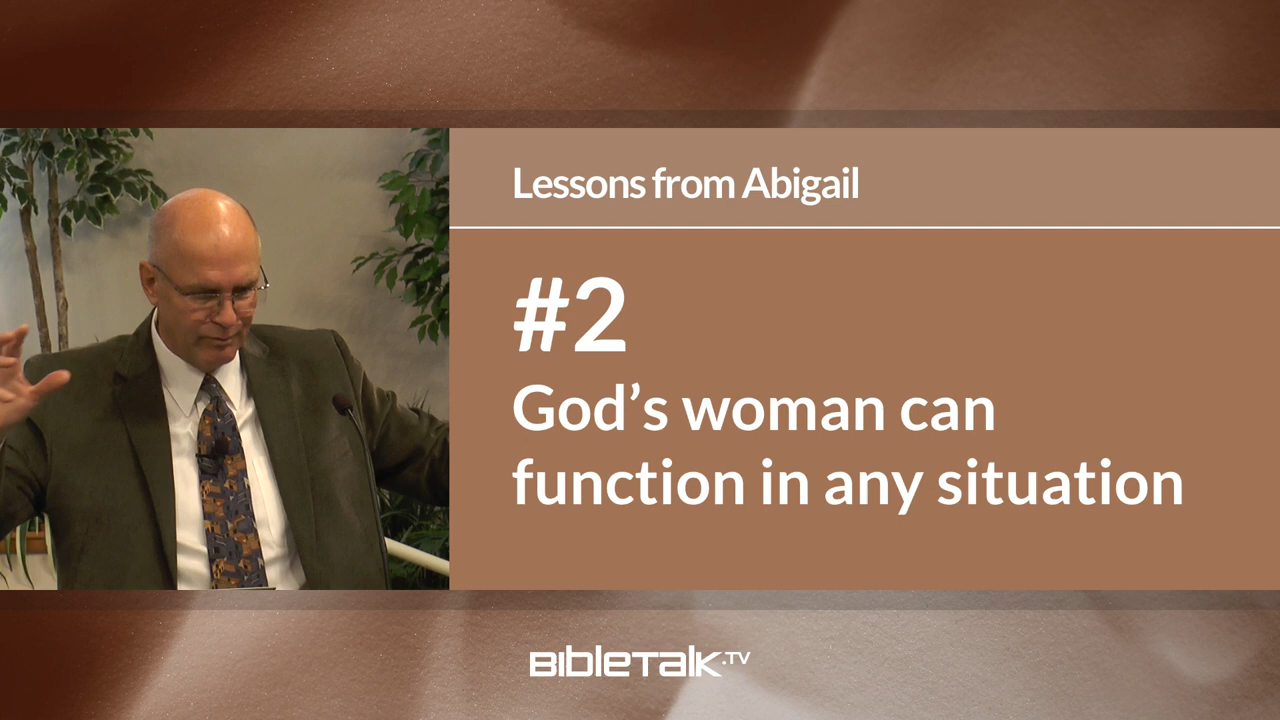 Lessons from Abigail
#2
God’s woman can
function in any situation
BibleTalk.TV